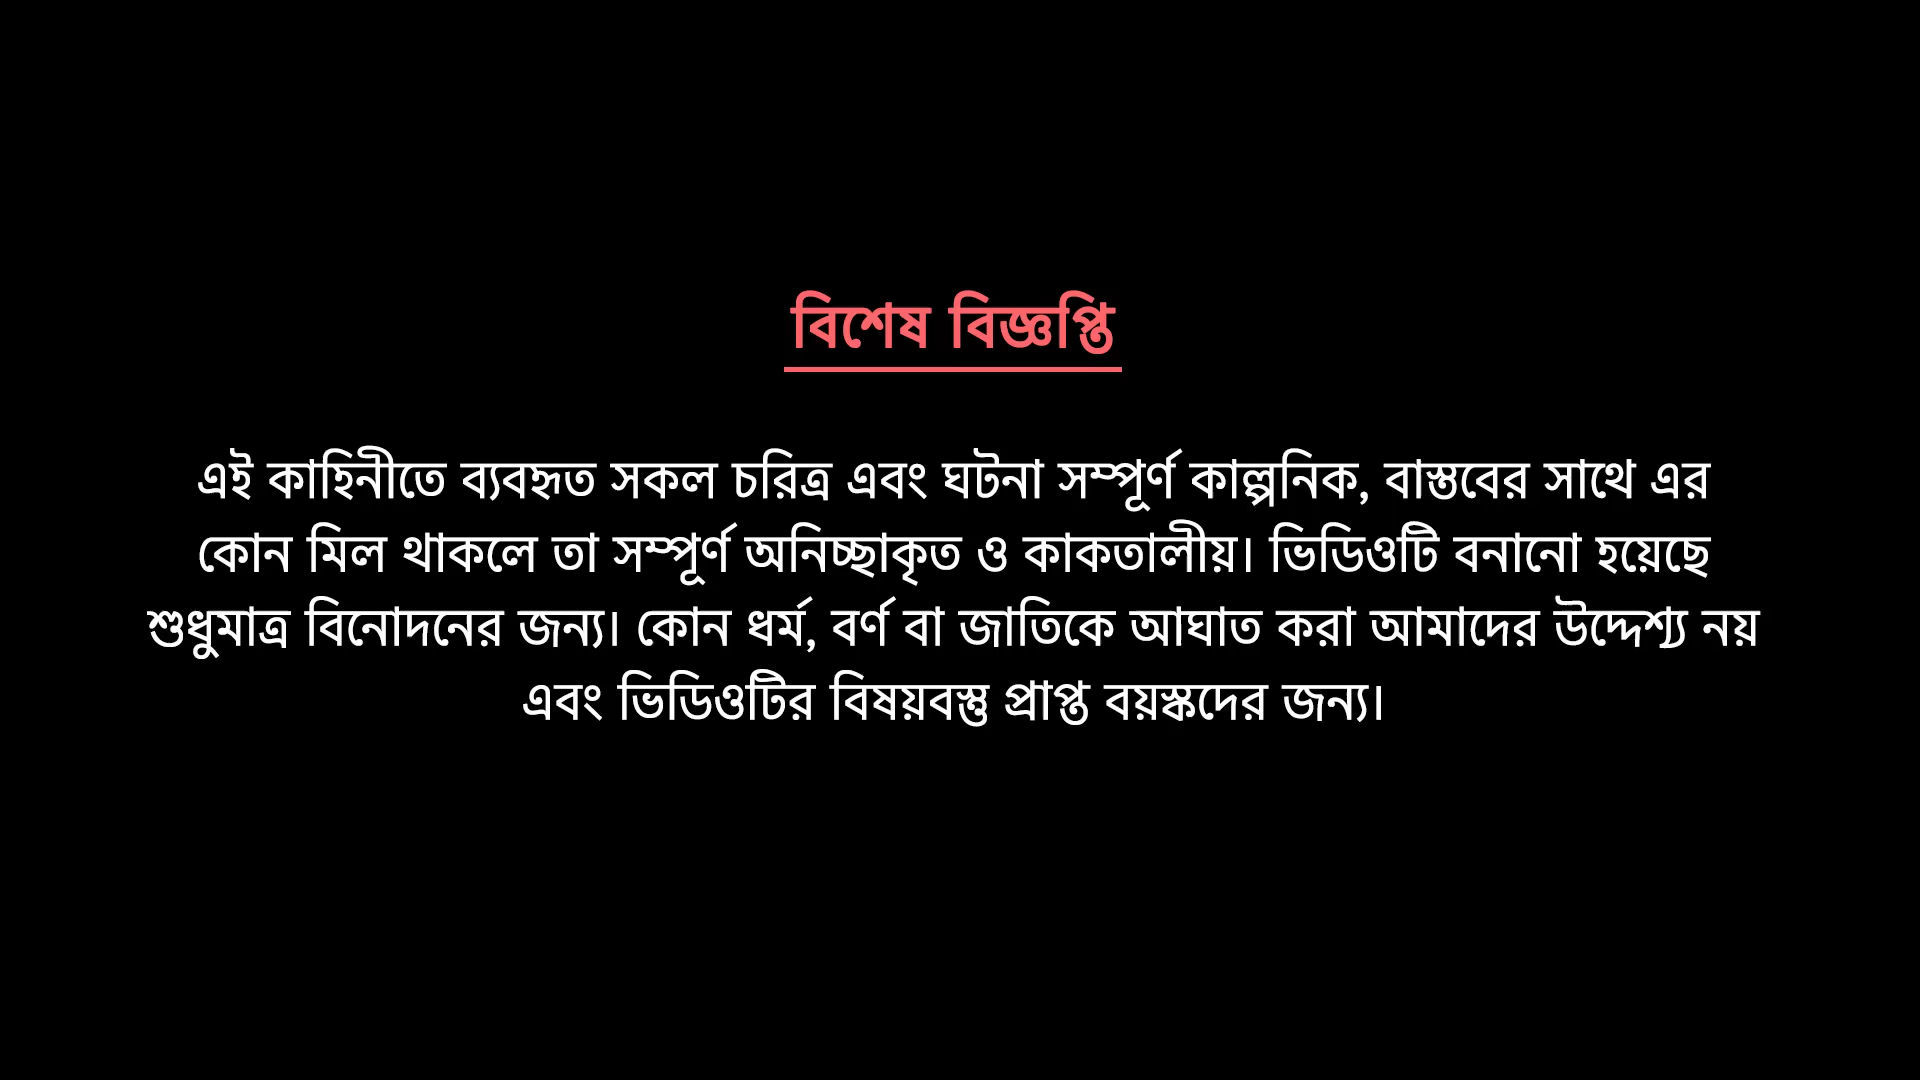 বিশেষ বিজ্ঞপ্তি
এই কাহিনীতে ব্যবহৃত সকল চরিত্র এবং ঘটনা সম্পূর্ণ কাল্পনিক, বাস্তবের সাথে এর
কোন মিল থাকলে তা সম্পূর্ণ অনিচ্ছাকৃত ও কাকতালীয়। ভিডিওটি বনানো হয়েছে
শুধুমাত্র বিনোদনের জন্য। কোন ধর্ম, বর্ণ বা জাতিকে আঘাত করা আমাদের উদ্দেশ্য নয়
এবং ভিডিওটির বিষয়বস্তু প্রাপ্ত বয়স্কদের জন্য।